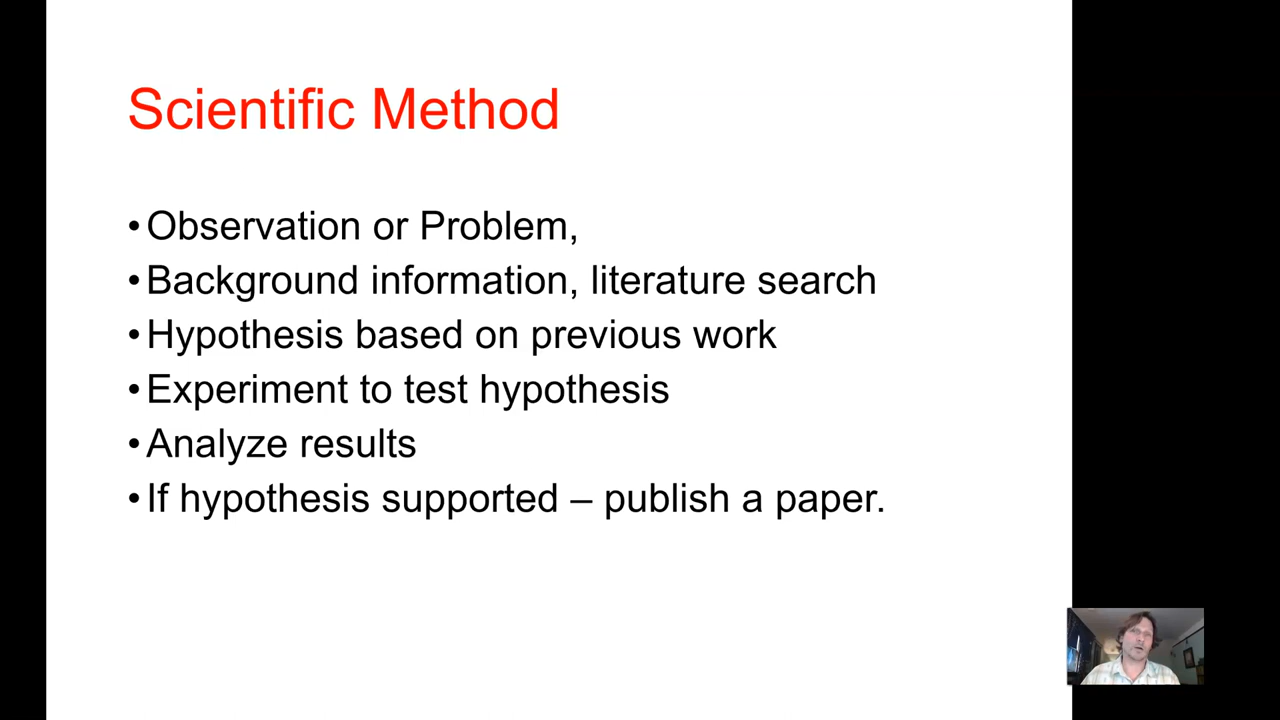 Scientific Method
•Observation or Problem,
•Background information, literature search
•Hypothesis based on previous work
•Experiment to test hypothesis
•Analyze results
•If hypothesis supported – publish a paper.